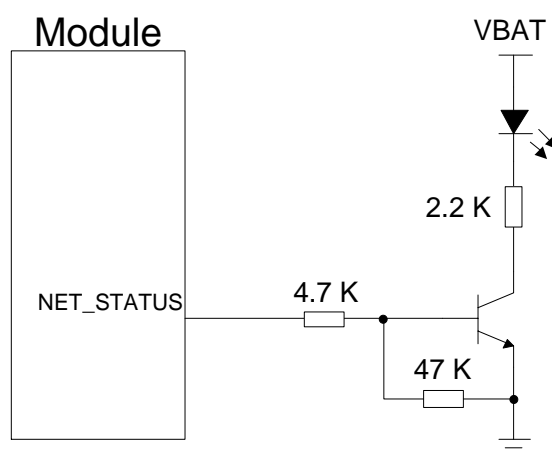 Module
VBAT
2.2 K
NET_STATUS
4.7 K
47 K